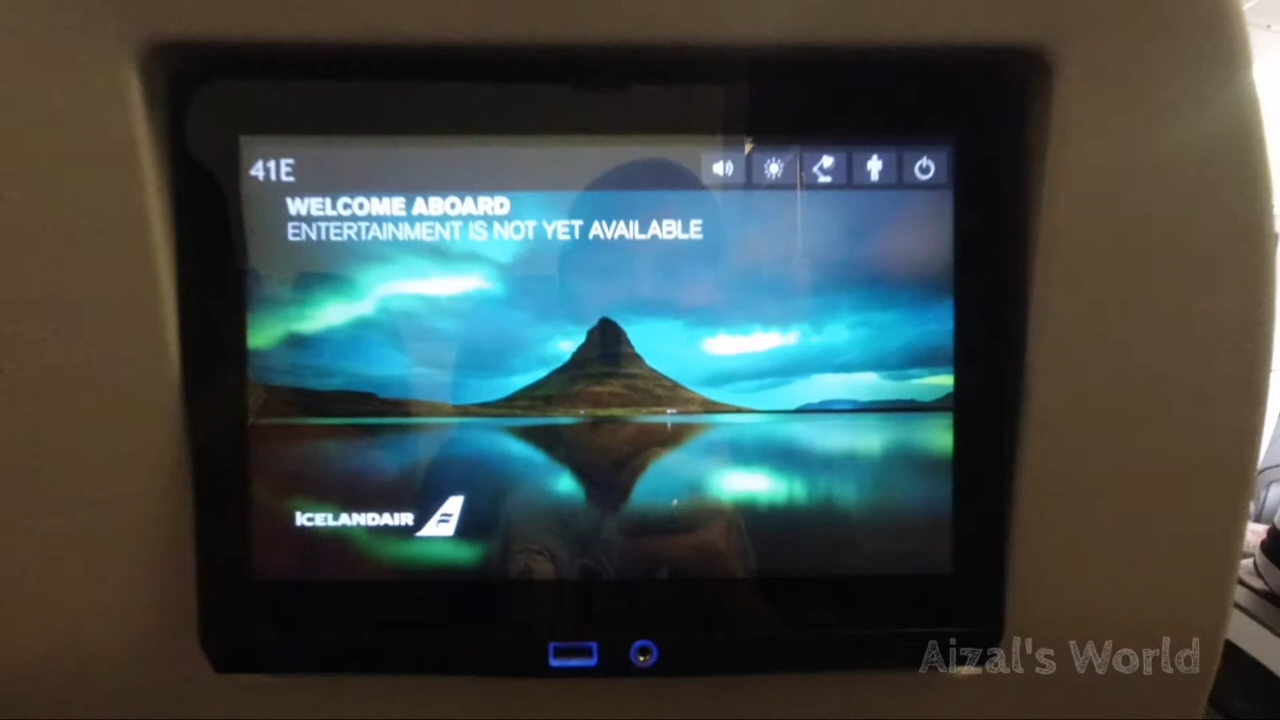 41E
WELCOME ABOARD
ENTERTAINMENT IS NOT YET AVAILABLE
ICELANDAIR
Aizal's World